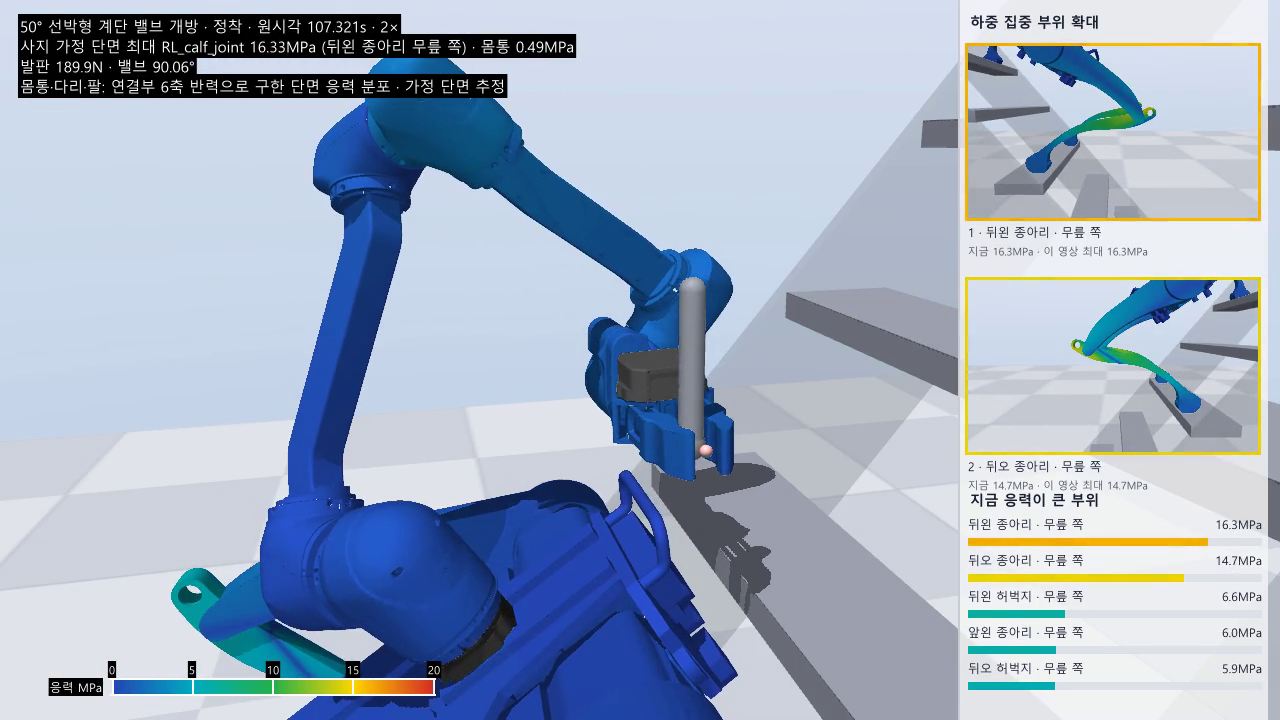 50° 선박형 계단 밸브 개방 · 정착 · 원시각 107.321s · 2×
사지 가정 단면 최대 RL_calf_joint 16.33MPa (뒤왼 종아리 무릎 쪽) · 몸통 0.49MPa
발판 189.9N · 밸브 90.06°
몸통·다리·팔: 연결부 6축 반력으로 구한 단면 응력 분포 · 가정 단면 추정
하중 집중 부위 확대
1 · 뒤왼 종아리 · 무릎 쪽
지금 16.3MPa · 이 영상 최대 16.3MPa
2 · 뒤오 종아리 · 무릎 쪽
지금 14.7MPa · 이 영상 최대 14.7MPa
지금 응력이 큰 부위
뒤왼 종아리 · 무릎 쪽 16.3MPa
뒤오 종아리 · 무릎 쪽 14.7MPa
뒤왼 허벅지 · 무릎 쪽 6.6MPa
앞왼 종아리 · 무릎 쪽 6.0MPa
뒤오 허벅지 · 무릎 쪽 5.9MPa
0 5 10 15 20
응력 MPa